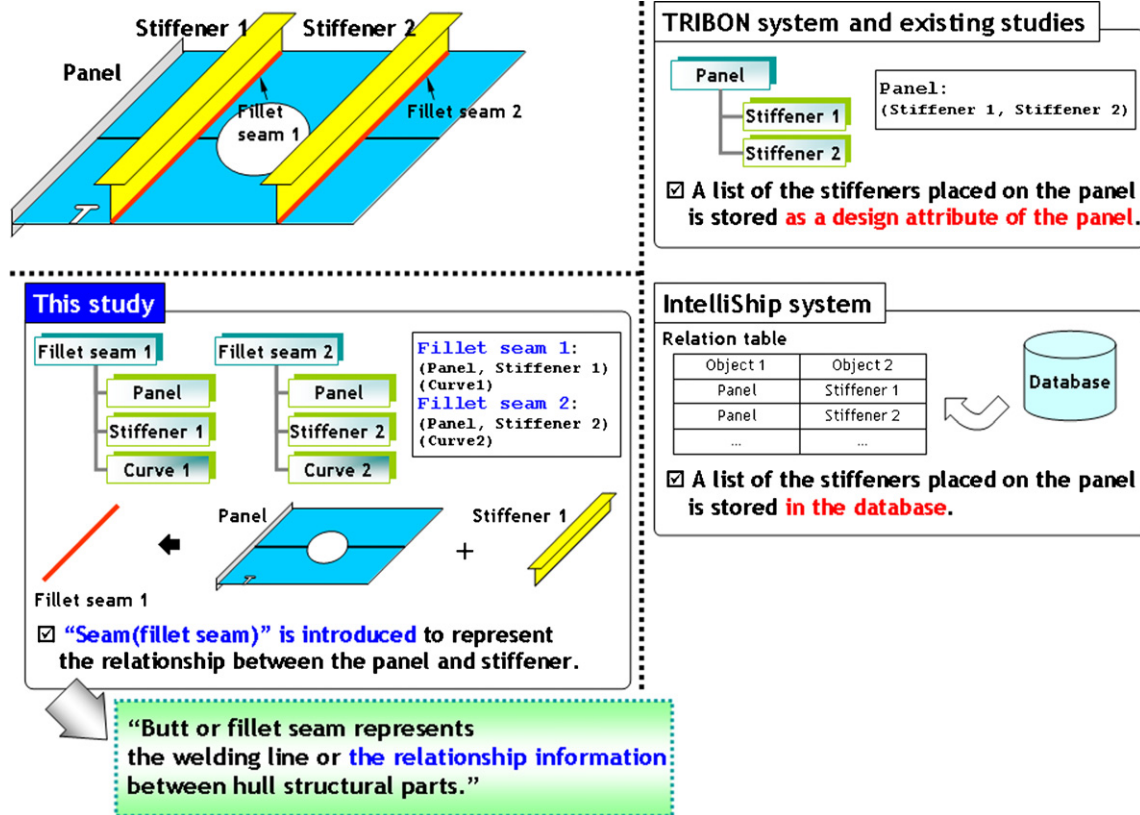 Stiffener 1
Stiffener 2
Panel
Fillet
seam 1
Fillet seam 2
TRIBON system and existing studies
Panel
Stiffener 1
Stiffener 2
Panel:
(Stiffener 1, Stiffener 2)
☑ A list of the stiffeners placed on the panel
is stored as a design attribute of the panel.
This study
Fillet seam 1
Panel
Stiffener 1
Curve 1
Fillet seam 2
Panel
Stiffener 2
Curve 2
Fillet seam 1:
(Panel, Stiffener 1)
(Curve1)
Fillet seam 2:
(Panel, Stiffener 2)
(Curve2)
Fillet seam 1
Panel
+
Stiffener 1
☑ “Seam(fillet seam)” is introduced to represent
the relationship between the panel and stiffener.
“Butt or fillet seam represents
the welding line or the relationship information
between hull structural parts.”
IntelliShip system
Relation table
Object 1 Object 2
Panel Stiffener 1
Panel Stiffener 2
... ...
Database
☑ A list of the stiffeners placed on the panel
is stored in the database.